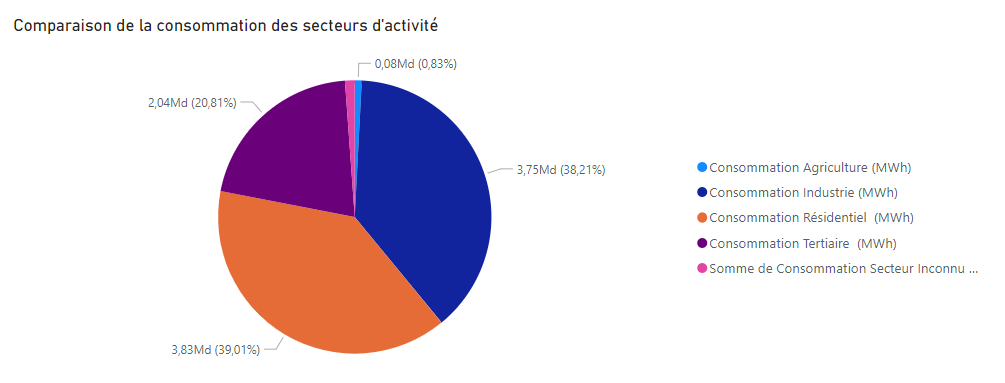 Comparaison de la consommation des secteurs d'activité
0,08Md (0,83%)
2,04Md (20,81%)
3,75Md (38,21%)
3,83Md (39,01%)
Consommation Agriculture (MWh)
Consommation Industrie (MWh)
Consommation Résidentiel (MWh)
Consommation Tertiaire (MWh)
Somme de Consommation Secteur Inconnu ...